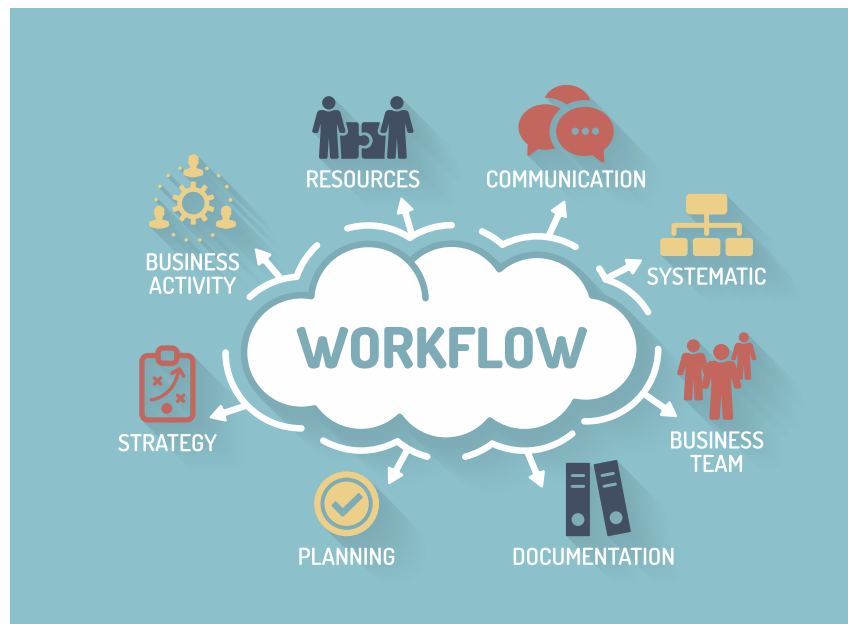 RESOURCES
COMMUNICATION
BUSINESS
ACTIVITY
SYSTEMATIC
WORKFLOW
STRATEGY
BUSINESS
TEAM
PLANNING
DOCUMENTATION